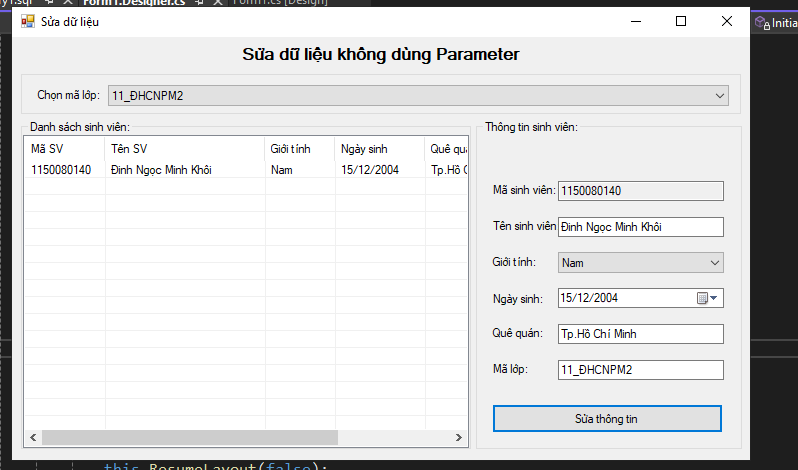 Form1.Designer.cs
Form1.cs [Design]
Sửa dữ liệu
Initia
Sửa dữ liệu không dùng Parameter
Chọn mã lớp: 11_ĐHCNPM2
Danh sách sinh viên:
Mã SV Tên SV Giới tính Ngày sinh Quê quá
1150080140 Đinh Ngọc Minh Khôi Nam 15/12/2004 Tp.Hồ C
Thông tin sinh viên:
Mã sinh viên: 1150080140
Tên sinh viên Đinh Ngọc Minh Khôi
Giới tính: Nam
Ngày sinh: 15/12/2004
Quê quán: Tp.Hồ Chí Minh
Mã lớp: 11_ĐHCNPM2
Sửa thông tin
this.ResumeLayout(false);